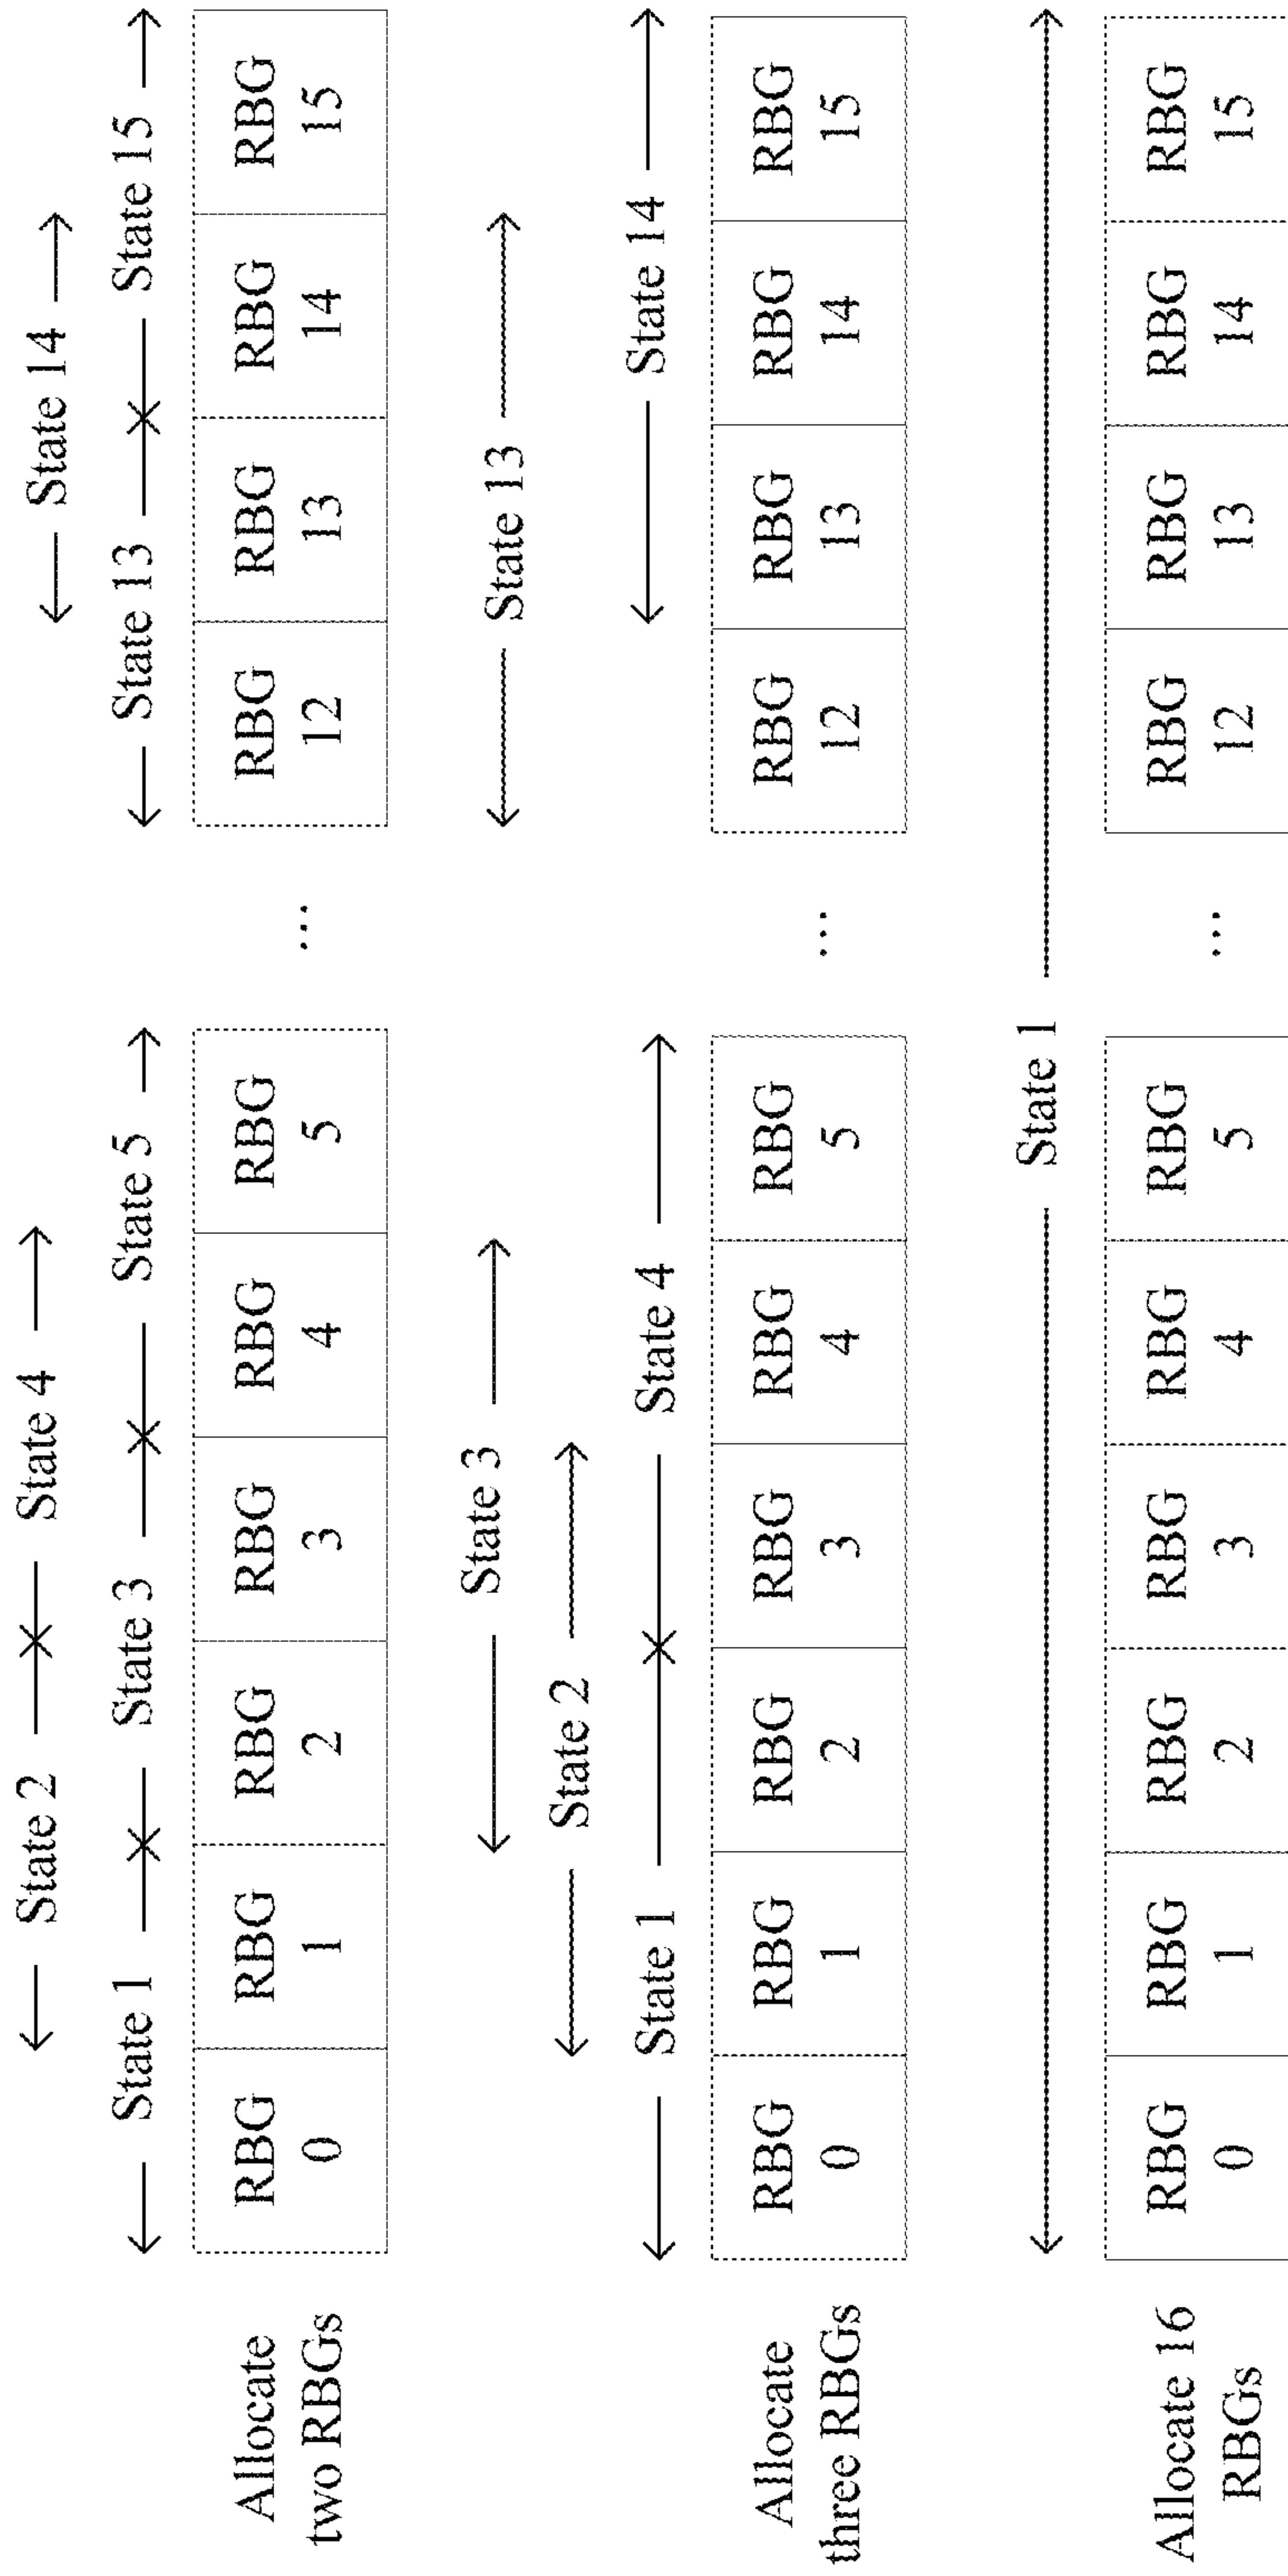 State 2 State 4 State 14
State 1 State 3 State 5 State 13 State 15
Allocate
two RBGs
RBG RBG RBG RBG RBG RBG ... RBG RBG RBG RBG
0 1 2 3 4 5 12 13 14 15
State 3 State 13
State 2
State 1 State 4 State 14
Allocate
three RBGs
RBG RBG RBG RBG RBG RBG ... RBG RBG RBG RBG
0 1 2 3 4 5 12 13 14 15
State 1
Allocate 16
RBGs
RBG RBG RBG RBG RBG RBG ... RBG RBG RBG RBG
0 1 2 3 4 5 12 13 14 15